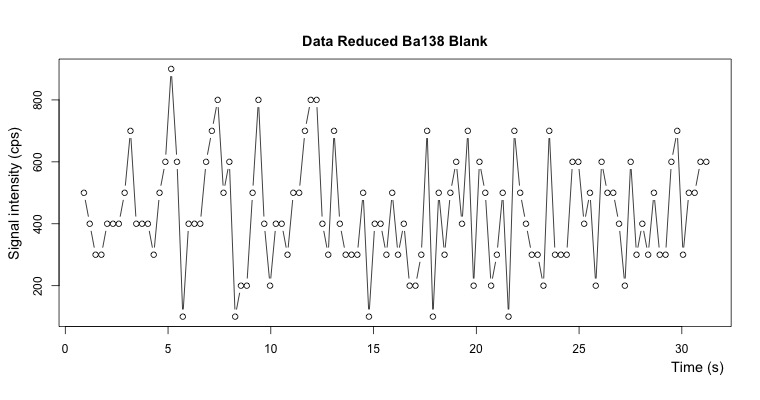 Data Reduced Ba138 Blank
Signal intensity (cps)
800
600
400
200
0 5 10 15 20 25 30
Time (s)